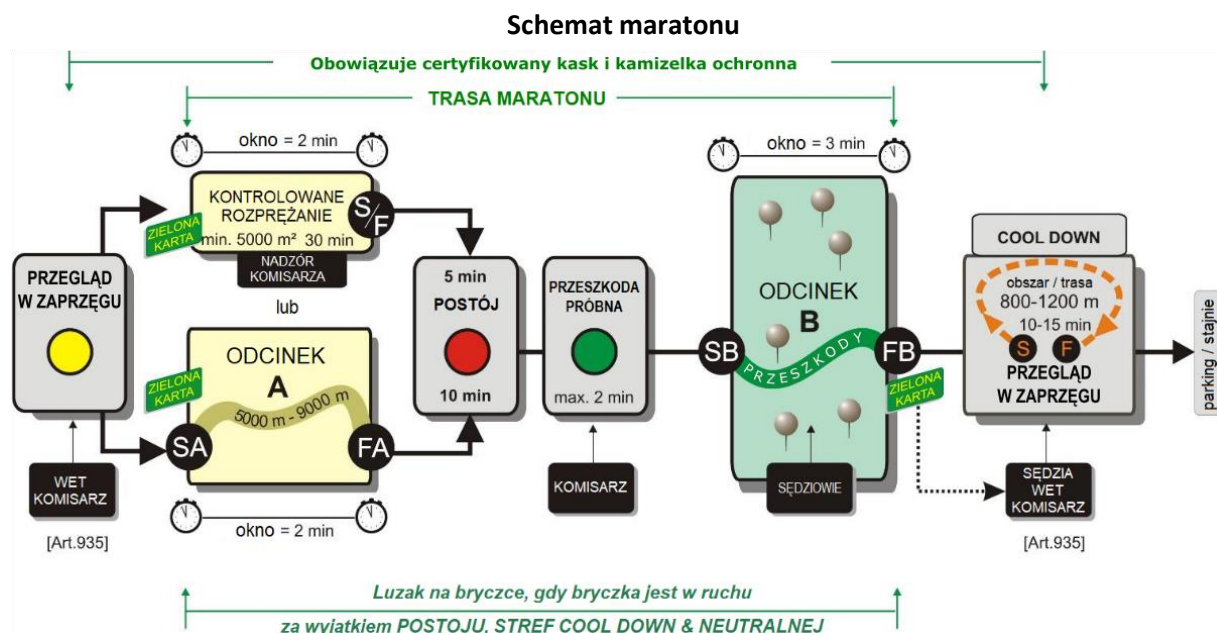 Schemat maratonu
Obowiązuje certyfikowany kask i kamizelka ochronna
TRASA MARATONU
okno = 2 min
okno = 3 min
KONTROLOWANE
ROZPRĘŻANIE
min. 5000 m² 30 min
S/F
ZIELONA
KARTA
NADZÓR
KOMISARZA
lub
PRZEGLĄD
W ZAPRZĘGU
WET
KOMISARZ
[Art.935]
ZIELONA
KARTA
ODCINEK
A
5000 m - 9000 m
SA
FA
okno = 2 min
5 min
POSTÓJ
10 min
PRZESZKODA
PRÓBNA
max. 2 min
KOMISARZ
SB
ODCINEK
B
PRZESZKODY
FB
SĘDZIOWIE
ZIELONA
KARTA
COOL DOWN
obszar / trasa
800-1200 m
10-15 min
S F
PRZEGLĄD
W ZAPRZĘGU
SĘDZIA
WET
KOMISARZ
[Art.935]
parking / stajnie
Luzak na bryczce, gdy bryczka jest w ruchu
za wyjątkiem POSTOJU, STREF COOL DOWN & NEUTRALNEJ